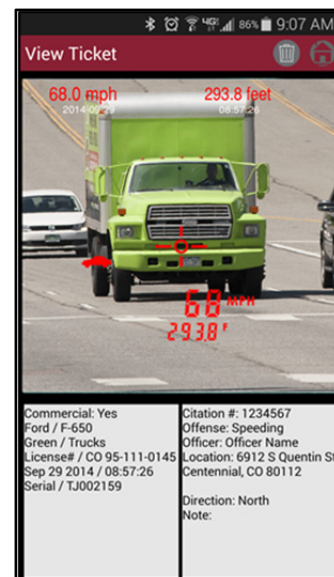 86% 9:07 AM
View Ticket
68.0 mph 293.8 feet
2014-09-29 08:57:26
68 MPH
293.8 F
Commercial: Yes
Ford / F-650
Green / Trucks
License# / CO 95-111-0145
Sep 29 2014 / 08:57:26
Serial / TJ002159
Citation #: 1234567
Offense: Speeding
Officer: Officer Name
Location: 6912 S Quentin St
Centennial, CO 80112
Direction: North
Note: